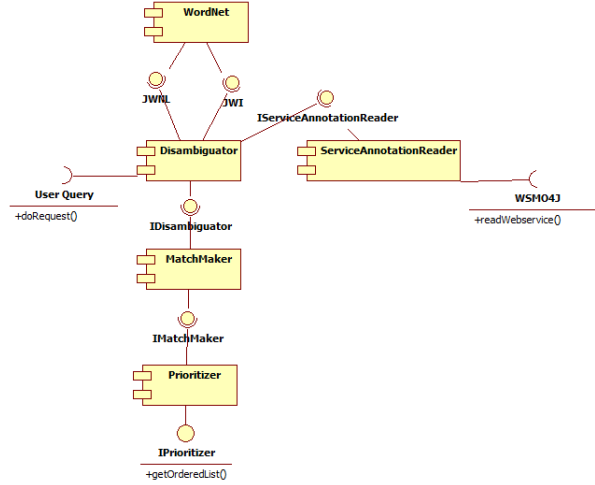 WordNet
JWNL
JWI
IServiceAnnotationReader
Disambiguator
ServiceAnnotationReader
User Query
+doRequest()
WSMO4J
+readWebservice()
IDisambiguator
MatchMaker
IMatchMaker
Prioritizer
IPrioritizer
+getOrderedList()